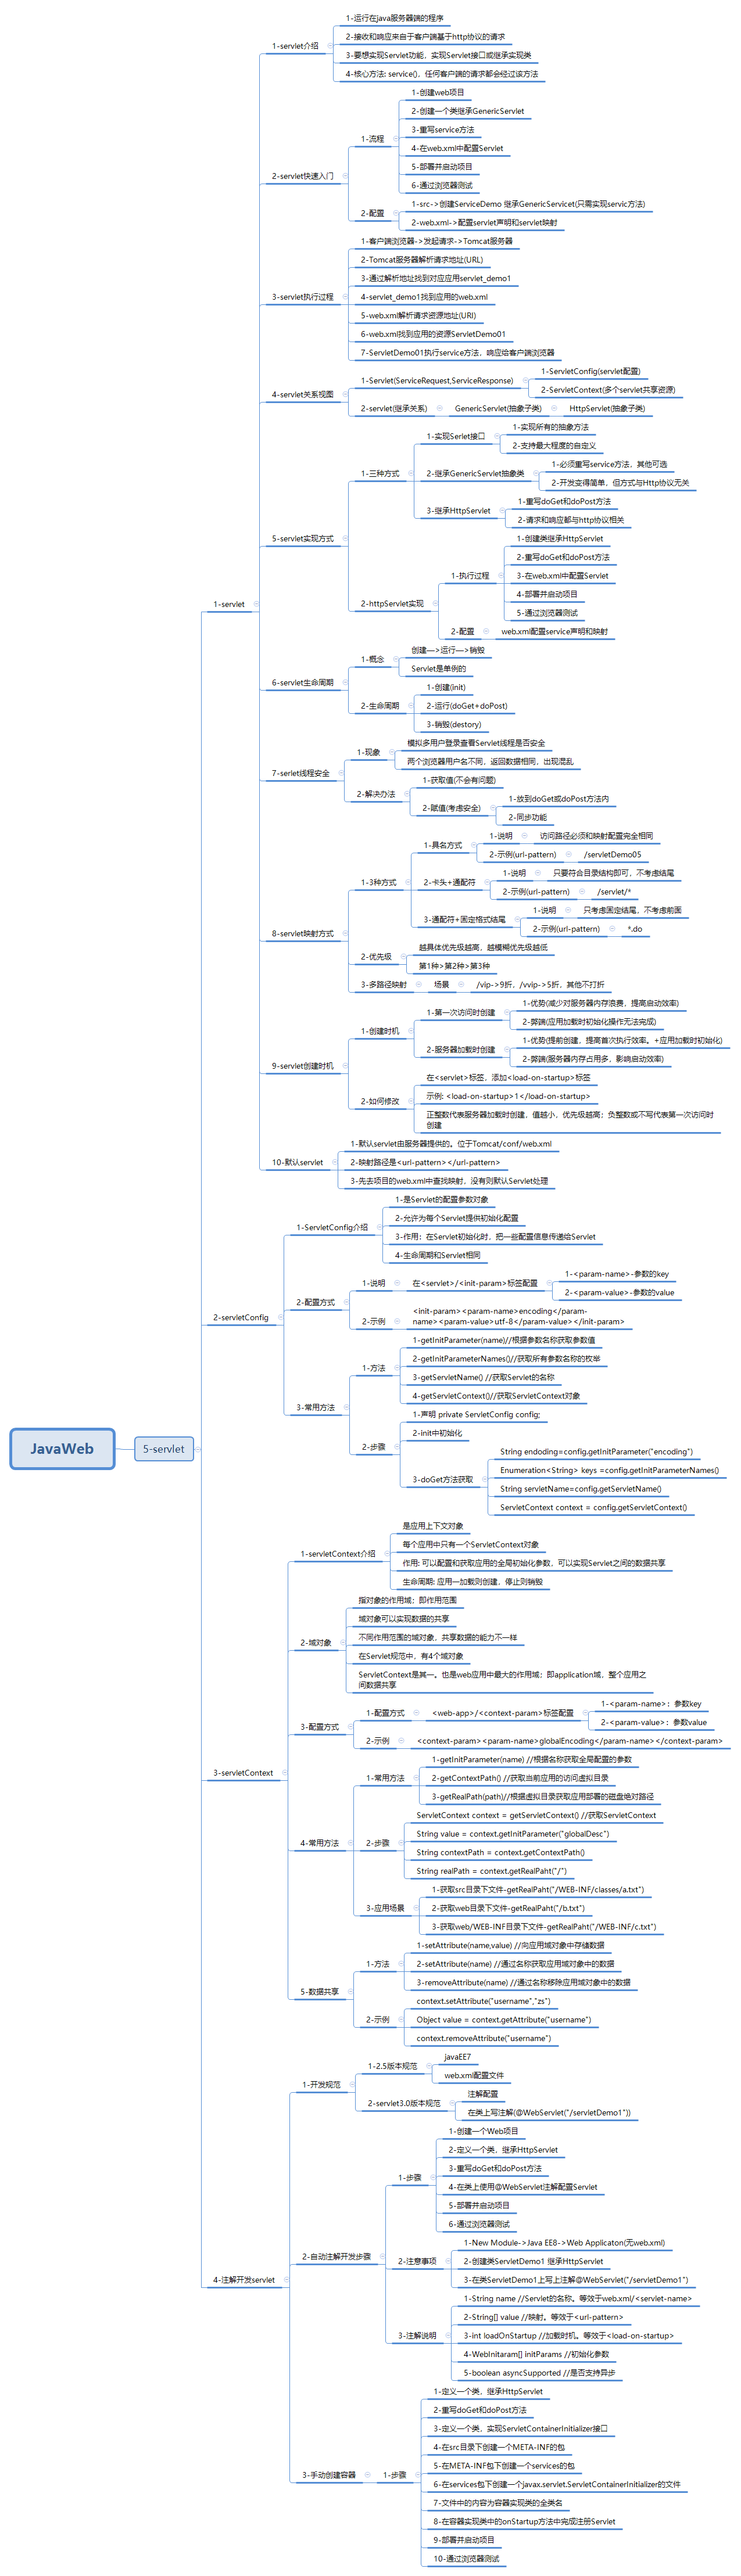 JavaWeb
5-servlet
1-servlet
1-servlet介绍
1-运行在java服务器端的程序
2-接收和响应来自于客户端基于http协议的请求
3-要想实现Servlet功能，实现Servlet接口或继承实现类
4-核心方法: service()，任何客户端的请求都会经过该方法
2-servlet快速入门
1-流程
1-创建web项目
2-创建一个类继承GenericServlet
3-重写service方法
4-在web.xml中配置Servlet
5-部署并启动项目
6-通过浏览器测试
2-配置
1-src->创建ServiceDemo 继承GenericServicet(只需实现servic方法)
2-web.xml->配置servlet声明和servlet映射
3-servlet执行过程
1-客户端浏览器->发起请求->Tomcat服务器
2-Tomcat服务器解析请求地址(URL)
3-通过解析地址找到对应应用servlet_demo1
4-servlet_demo1找到应用的web.xml
5-web.xml解析请求资源地址(URI)
6-web.xml找到应用的资源ServletDemo01
7-ServletDemo01执行service方法，响应给客户端浏览器
4-servlet关系视图
1-Servlet(ServiceRequest,ServiceResponse)
1-ServletConfig(servlet配置)
2-ServletContext(多个servlet共享资源)
2-servlet(继承关系)
GenericServlet(抽象子类)
HttpServlet(抽象子类)
5-servlet实现方式
1-三种方式
1-实现Serlet接口
1-实现所有的抽象方法
2-支持最大程度的自定义
2-继承GenericServlet抽象类
1-必须重写service方法，其他可选
2-开发变得简单，但方式与Http协议无关
3-继承HttpServlet
1-重写doGet和doPost方法
2-请求和响应都与http协议相关
2-httpServlet实现
1-执行过程
1-创建类继承HttpServlet
2-重写doGet和doPost方法
3-在web.xml中配置Servlet
4-部署并启动项目
5-通过浏览器测试
2-配置
web.xml配置service声明和映射
6-servlet生命周期
1-概念
创建—>运行—>销毁
Servlet是单例的
2-生命周期
1-创建(init)
2-运行(doGet+doPost)
3-销毁(destory)
7-serlet线程安全
1-现象
模拟多用户登录查看Servlet线程是否安全
两个浏览器用户名不同，返回数据相同，出现混乱
2-解决办法
1-获取值(不会有问题)
2-赋值(考虑安全)
1-放到doGet或doPost方法内
2-同步功能
8-servlet映射方式
1-3种方式
1-具名方式
1-说明
访问路径必须和映射配置完全相同
2-示例(url-pattern)
/servletDemo05
2-卡头+通配符
1-说明
只要符合目录结构即可，不考虑结尾
2-示例(url-pattern)
/servlet/*
3-通配符+固定格式结尾
1-说明
只考虑固定结尾，不考虑前面
2-示例(url-pattern)
*.do
2-优先级
越具体优先级越高，越模糊优先级越低
第1种>第2种>第3种
3-多路径映射
场景
/vip->9折，/vvip->5折，其他不打折
9-servlet创建时机
1-创建时机
1-第一次访问时创建
1-优势(减少对服务器内存浪费，提高启动效率)
2-弊端(应用加载时初始化操作无法完成)
2-服务器加载时创建
1-优势(提前创建，提高首次执行效率。+应用加载时初始化)
2-弊端(服务器内存占用多，影响启动效率)
2-如何修改
在<servlet>标签，添加<load-on-startup>标签
示例: <load-on-startup>1</load-on-startup>
正整数代表服务器加载时创建，值越小，优先级越高；负整数或不写代表第一次访问时
创建
10-默认servlet
1-默认servlet由服务器提供的。位于Tomcat/conf/web.xml
2-映射路径是<url-pattern></url-pattern>
3-先去项目的web.xml中查找映射，没有则默认Servlet处理
2-servletConfig
1-ServletConfig介绍
1-是Servlet的配置参数对象
2-允许为每个Servlet提供初始化配置
3-作用：在Servlet初始化时，把一些配置信息传递给Servlet
4-生命周期和Servlet相同
2-配置方式
1-说明
在<servlet>/<init-param>标签配置
1-<param-name>-参数的key
2-<param-value>-参数的value
2-示例
<init-param><param-name>encoding</param-
name><param-value>utf-8</param-value></init-param>
3-常用方法
1-方法
1-getInitParameter(name)//根据参数名称获取参数值
2-getInitParameterNames()//获取所有参数名称的枚举
3-getServletName() //获取Servlet的名称
4-getServletContext()//获取ServletContext对象
2-步骤
1-声明 private ServletConfig config;
2-init中初始化
3-doGet方法获取
String endoding=config.getInitParameter("encoding")
Enumeration<String> keys =config.getInitParameterNames()
String servletName=config.getServletName()
ServletContext context = config.getServletContext()
3-servletContext
1-servletContext介绍
是应用上下文对象
每个应用中只有一个ServletContext对象
作用: 可以配置和获取应用的全局初始化参数，可以实现Servlet之间的数据共享
生命周期: 应用一加载则创建，停止则销毁
2-域对象
指对象的作用域；即作用范围
域对象可以实现数据的共享
不同作用范围的域对象，共享数据的能力不一样
在Servlet规范中，有4个域对象
ServletContext是其一。也是web应用中最大的作用域；即application域，整个应用之
间数据共享
3-配置方式
1-配置方式
<web-app>/<context-param>标签配置
1-<param-name>：参数key
2-<param-value>：参数value
2-示例
<context-param><param-name>globalEncoding</param-name></context-param>
4-常用方法
1-常用方法
1-getInitParameter(name) //根据名称获取全局配置的参数
2-getContextPath() //获取当前应用的访问虚拟目录
3-getRealPath(path)//根据虚拟目录获取应用部署的磁盘绝对路径
2-步骤
ServletContext context = getServletContext() //获取ServletContext
String value = context.getInitParameter("globalDesc")
String contextPath = context.getContextPath()
String realPath = context.getRealPaht("/")
3-应用场景
1-获取src目录下文件-getRealPaht("/WEB-INF/classes/a.txt")
2-获取web目录下文件-getRealPaht("/b.txt")
3-获取web/WEB-INF目录下文件-getRealPaht("/WEB-INF/c.txt")
5-数据共享
1-方法
1-setAttribute(name,value) //向应用域对象中存储数据
2-setAttribute(name) //通过名称获取应用域对象中的数据
3-removeAttribute(name) //通过名称移除应用域对象中的数据
2-示例
context.setAttribute("username","zs")
Object value = context.getAttribute("username")
context.removeAttribute("username")
4-注解开发servlet
1-开发规范
1-2.5版本规范
javaEE7
web.xml配置文件
2-servlet3.0版本规范
注解配置
在类上写注解(@WebServlet("/servletDemo1"))
2-自动注解开发步骤
1-步骤
1-创建一个Web项目
2-定义一个类，继承HttpServlet
3-重写doGet和doPost方法
4-在类上使用@WebServlet注解配置Servlet
5-部署并启动项目
6-通过浏览器测试
2-注意事项
1-New Module->Java EE8->Web Applicaton(无web.xml)
2-创建类ServletDemo1 继承HttpServlet
3-在类ServletDemo1上写上注解@WebServlet("/servletDemo1")
3-注解说明
1-String name //Servlet的名称。等效于web.xml/<servlet-name>
2-String[] value //映射。等效于<url-pattern>
3-int loadOnStartup //加载时机。等效于<load-on-startup>
4-WebInitaram[] initParams //初始化参数
5-boolean asyncSupported //是否支持异步
3-手动创建容器
1-步骤
1-定义一个类，继承HttpServlet
2-重写doGet和doPost方法
3-定义一个类，实现ServletContainerInitializer接口
4-在src目录下创建一个META-INF的包
5-在META-INF包下创建一个services的包
6-在services包下创建一个javax.servlet.ServletContainerInitializer的文件
7-文件中的内容为容器实现类的全类名
8-在容器实现类中的onStartup方法中完成注册Servlet
9-部署并启动项目
10-通过浏览器测试